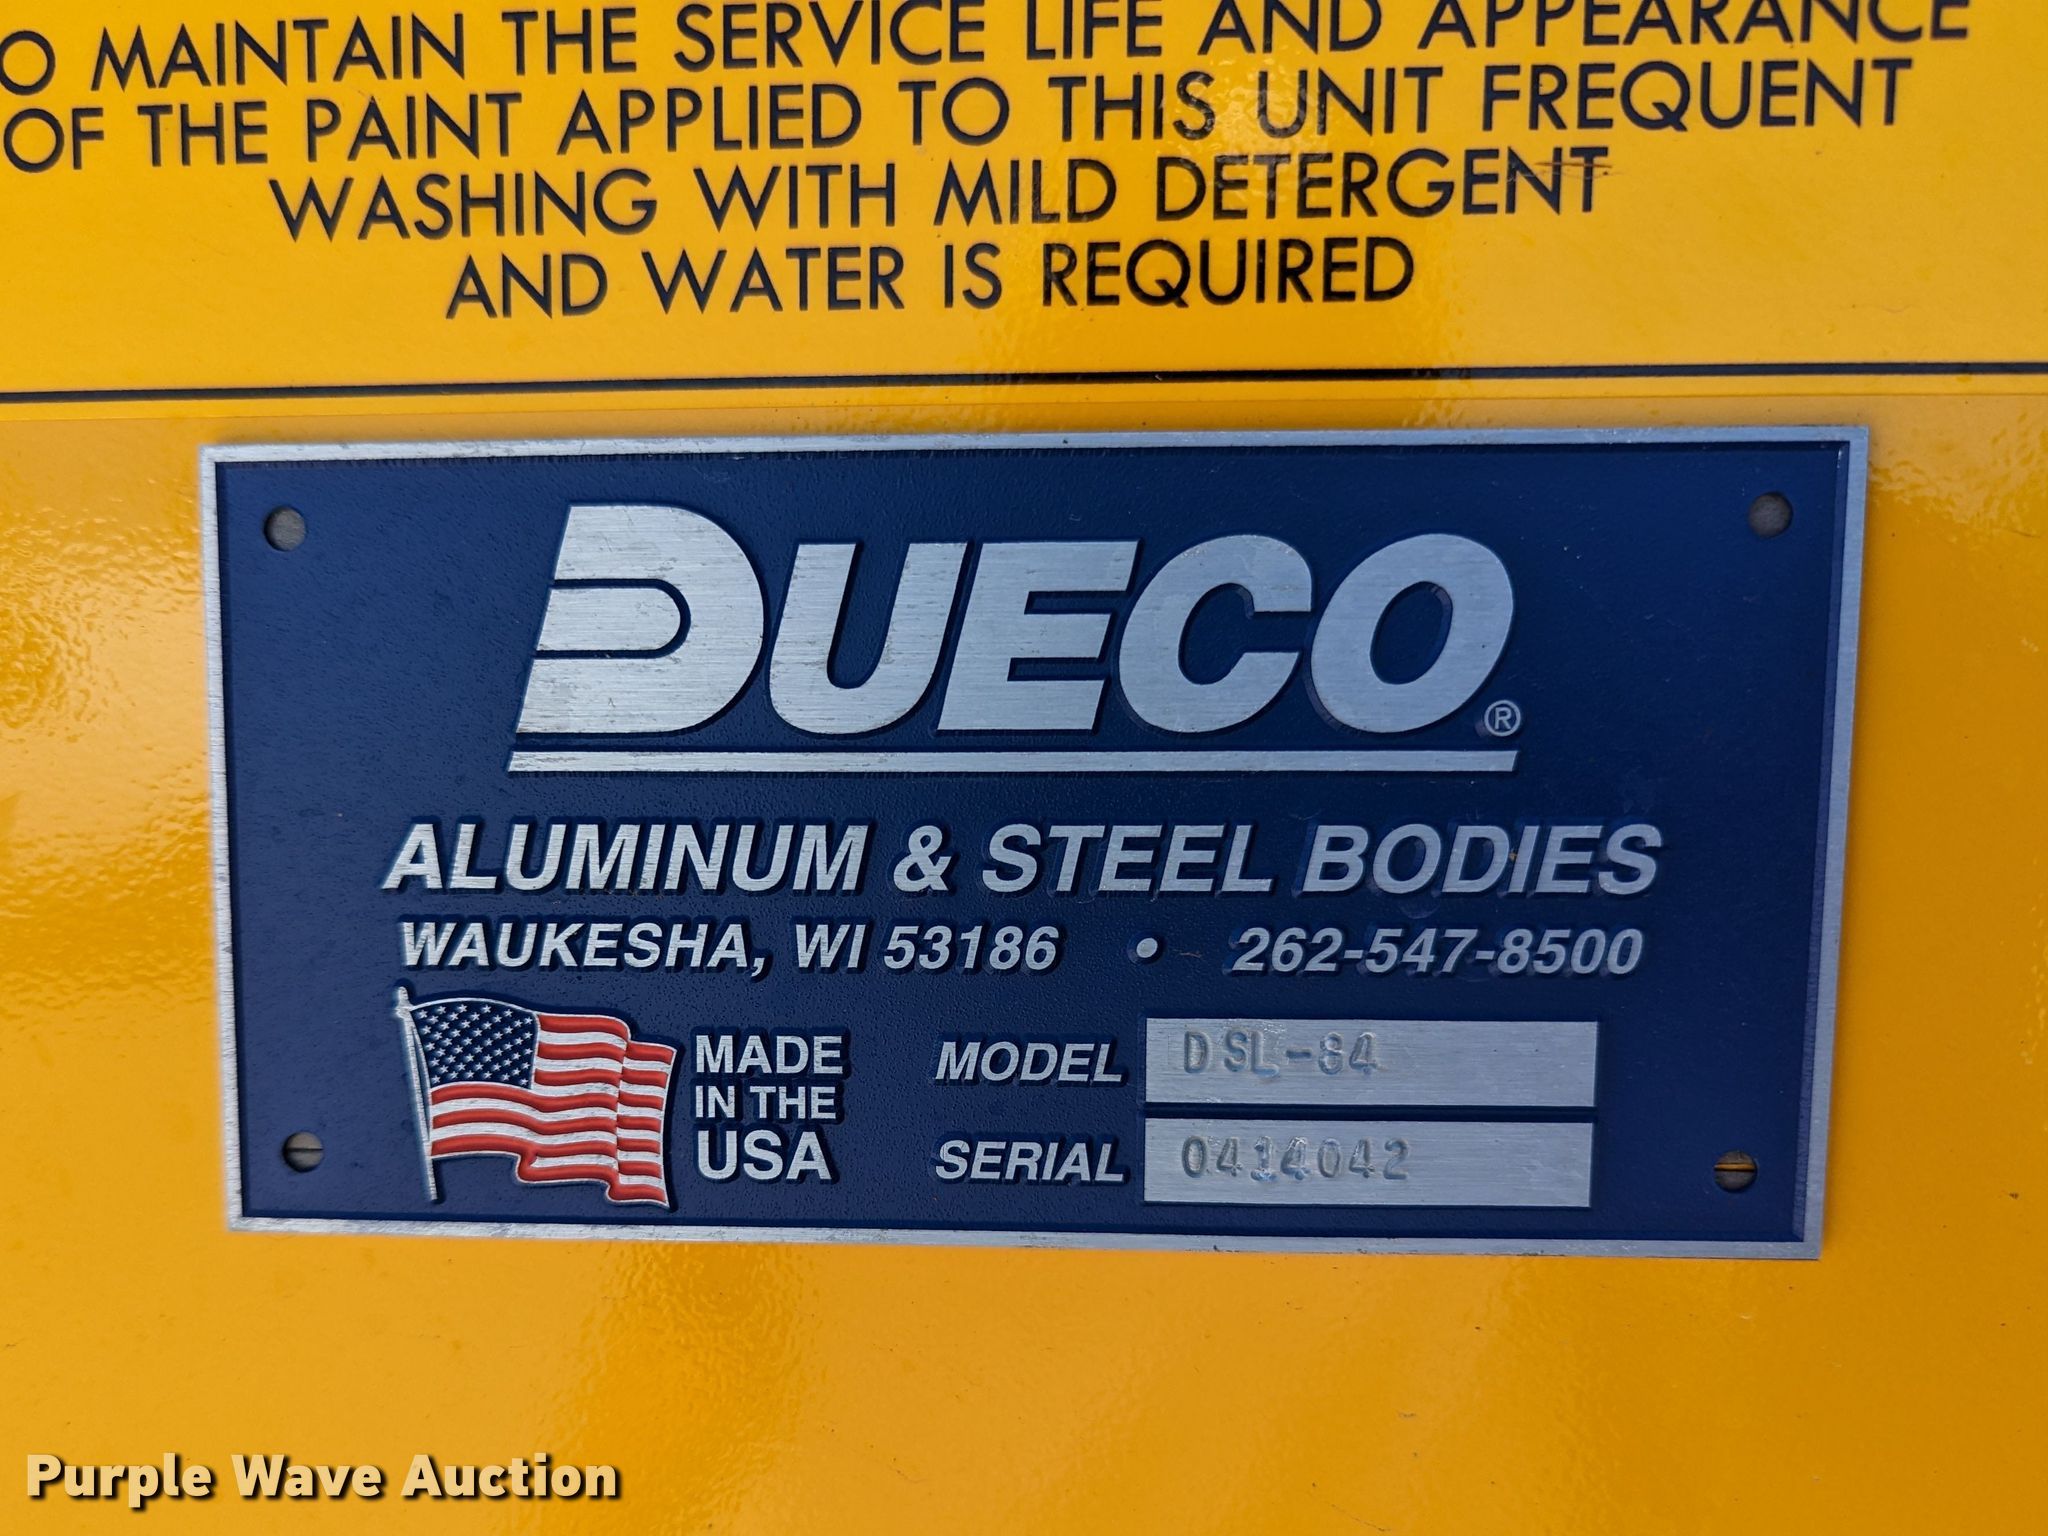 O MAINTAIN THE SERVICE LIFE AND APPEARANCE
OF THE PAINT APPLIED TO THIS UNIT FREQUENT
WASHING WITH MILD DETERGENT
AND WATER IS REQUIRED
DUECO®
ALUMINUM & STEEL BODIES
WAUKESHA, WI 53186 • 262-547-8500
MADE
IN THE
USA
MODEL DSL-84
SERIAL 0414042
Purple Wave Auction